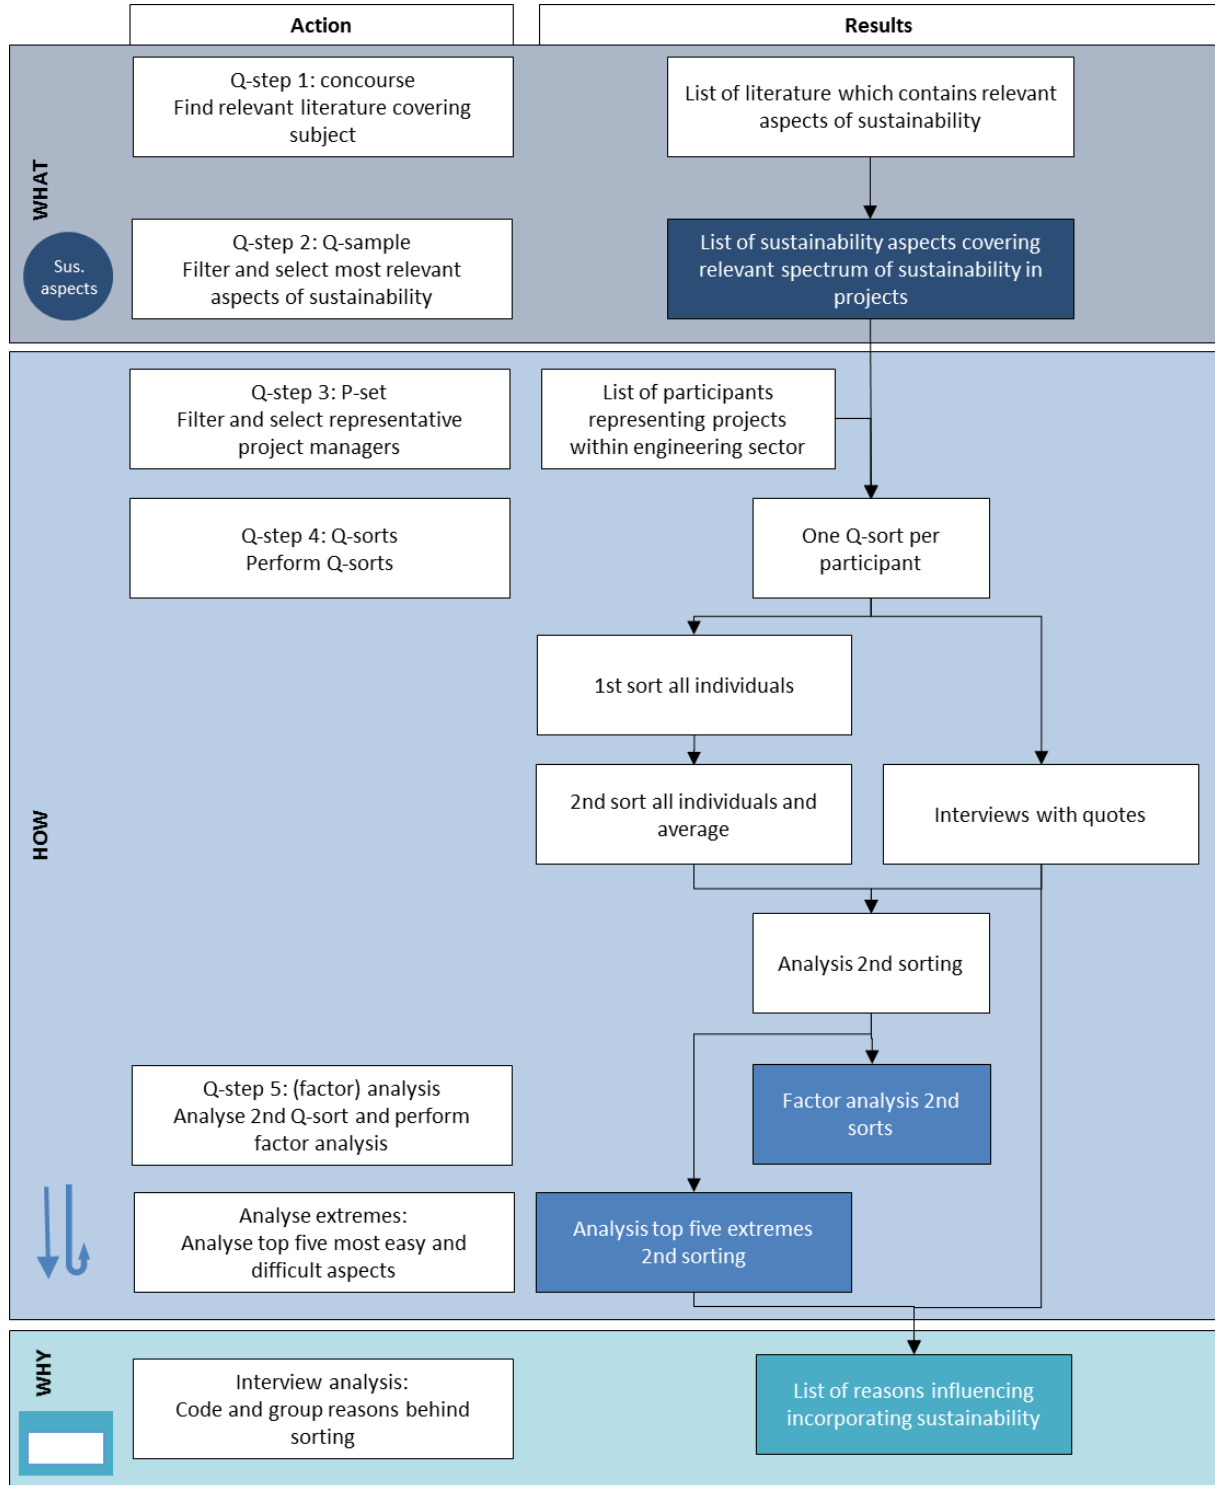 Action
Results
WHAT
Q-step 1: concourse
Find relevant literature covering
subject
List of literature which contains relevant
aspects of sustainability
Sus.
aspects
Q-step 2: Q-sample
Filter and select most relevant
aspects of sustainability
List of sustainability aspects covering
relevant spectrum of sustainability in
projects
HOW
Q-step 3: P-set
Filter and select representative
project managers
List of participants
representing projects
within engineering sector
Q-step 4: Q-sorts
Perform Q-sorts
One Q-sort per
participant
1st sort all individuals
2nd sort all individuals and
average
Interviews with quotes
Analysis 2nd sorting
Q-step 5: (factor) analysis
Analyse 2nd Q-sort and perform
factor analysis
Factor analysis 2nd
sorts
Analyse extremes:
Analyse top five most easy and
difficult aspects
Analysis top five extremes
2nd sorting
WHY
Interview analysis:
Code and group reasons behind
sorting
List of reasons influencing
incorporating sustainability